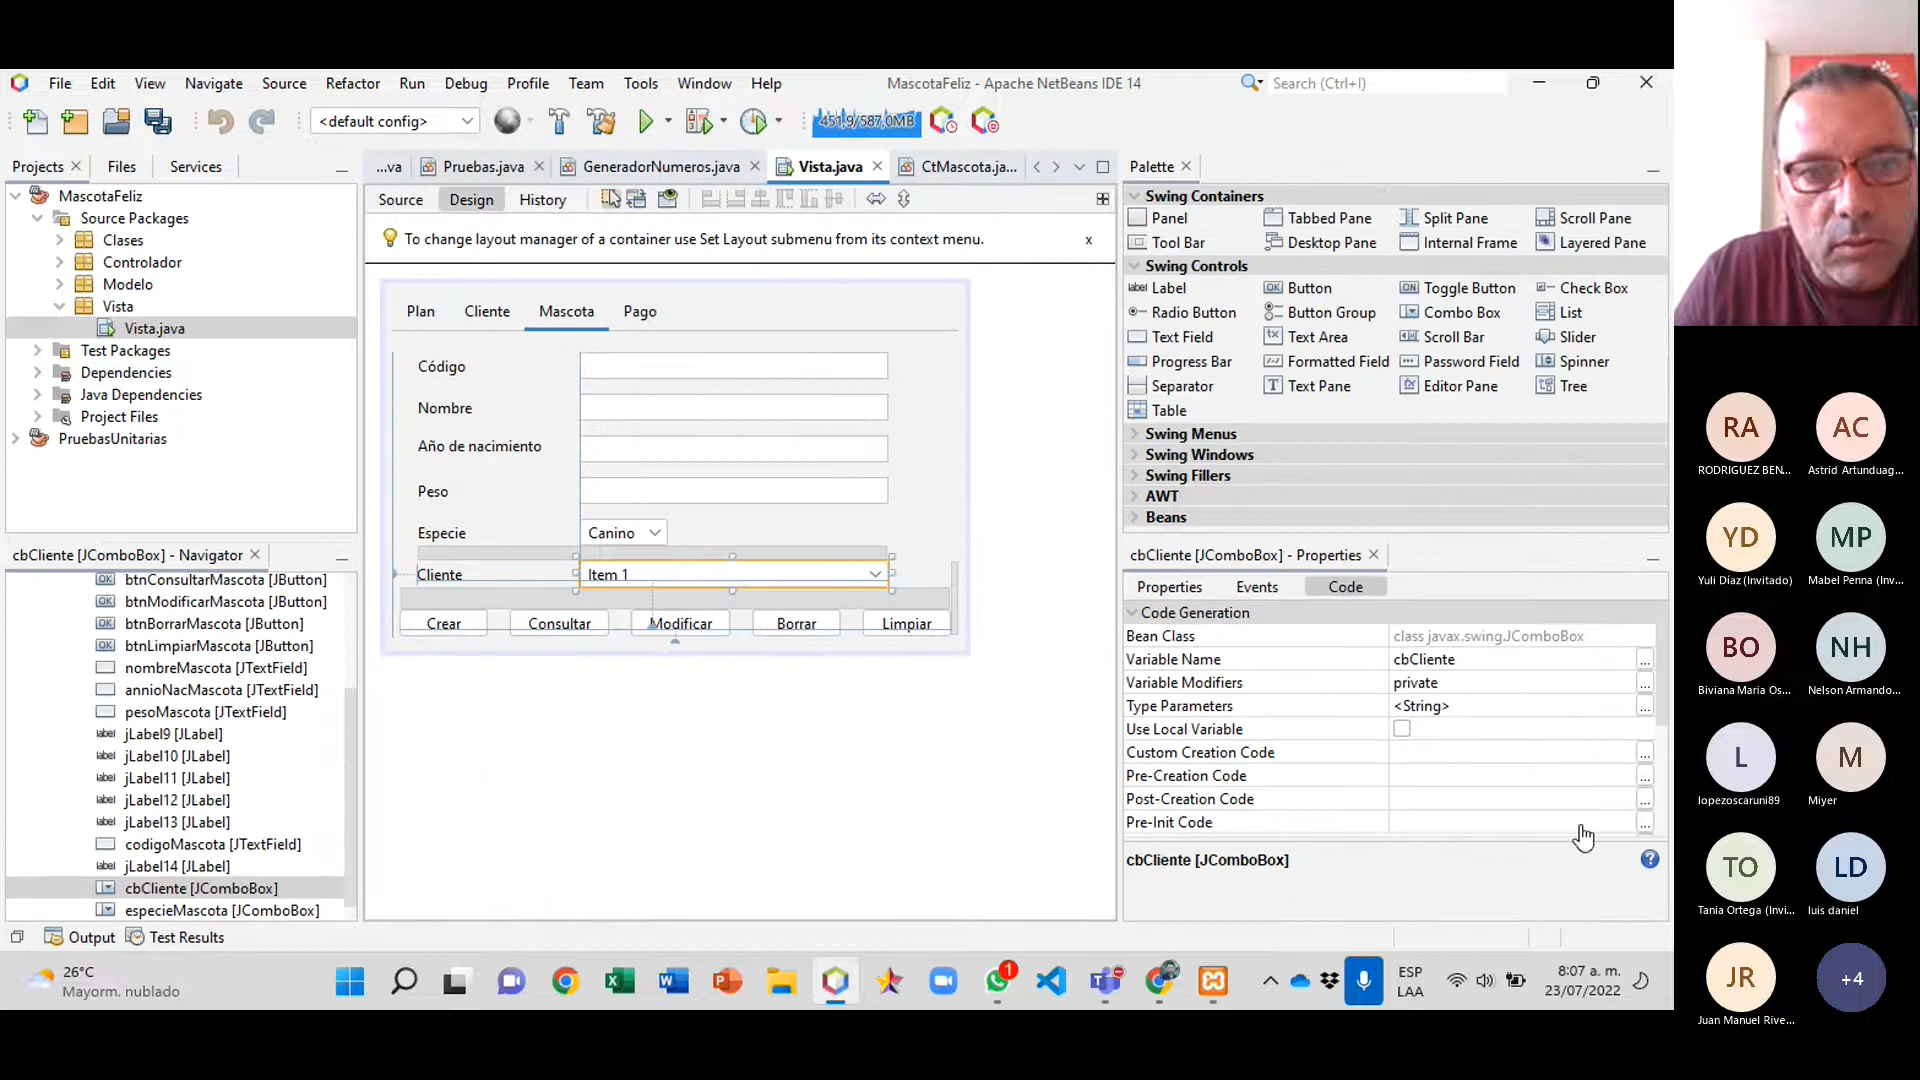 File Edit View Navigate Source Refactor Run Debug Profile Team Tools Window Help
MascotaFeliz - Apache NetBeans IDE 14
Search (Ctrl+I)
<default config>
451,9/587,0MB
Projects
Files
Services
MascotaFeliz
Source Packages
Clases
Controlador
Modelo
Vista
Vista.java
Test Packages
Dependencies
Java Dependencies
Project Files
PruebasUnitarias
cbCliente [JComboBox] - Navigator
btnConsultarMascota [JButton]
btnModificarMascota [JButton]
btnBorrarMascota [JButton]
btnLimpiarMascota [JButton]
nombreMascota [JTextField]
annioNacMascota [JTextField]
pesoMascota [JTextField]
jLabel9 [JLabel]
jLabel10 [JLabel]
jLabel11 [JLabel]
jLabel12 [JLabel]
jLabel13 [JLabel]
codigoMascota [JTextField]
jLabel14 [JLabel]
cbCliente [JComboBox]
especieMascota [JComboBox]
Output
Test Results
...va
Pruebas.java
GeneradorNumeros.java
Vista.java
CtMascota.ja...
Source
Design
History
To change layout manager of a container use Set Layout submenu from its context menu.
x
Plan
Cliente
Mascota
Pago
Código
Nombre
Año de nacimiento
Peso
Especie
Canino
Cliente
Item 1
Crear
Consultar
Modificar
Borrar
Limpiar
Palette
Swing Containers
Panel
Tabbed Pane
Split Pane
Scroll Pane
Tool Bar
Desktop Pane
Internal Frame
Layered Pane
Swing Controls
Label
Button
Toggle Button
Check Box
Radio Button
Button Group
Combo Box
List
Text Field
Text Area
Scroll Bar
Slider
Progress Bar
Formatted Field
Password Field
Spinner
Separator
Text Pane
Editor Pane
Tree
Table
Swing Menus
Swing Windows
Swing Fillers
AWT
Beans
cbCliente [JComboBox] - Properties
Properties
Events
Code
Code Generation
Bean Class class javax.swing.JComboBox
Variable Name cbCliente ...
Variable Modifiers private ...
Type Parameters <String> ...
Use Local Variable
Custom Creation Code ...
Pre-Creation Code ...
Post-Creation Code ...
Pre-Init Code ...
cbCliente [JComboBox]
26°C
Mayorm. nublado
1
ESP
LAA
8:07 a. m.
23/07/2022
RA
RODRIGUEZ BEN...
AC
Astrid Artunduag...
YD
Yuli Díaz (Invitado)
MP
Mabel Penna (Inv...
BO
Biviana Maria Os...
NH
Nelson Armando...
L
lopezoscaruni89
M
Miyer
TO
Tania Ortega (Invi...
LD
luis daniel
JR
Juan Manuel Rive...
+4